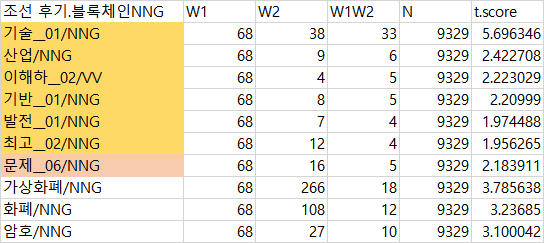 조선 후기.블록체인NNG W1 W2 W1W2 N t.score
기술__01/NNG 68 38 33 9329 5.696346
산업/NNG 68 9 6 9329 2.422708
이해하__02/VV 68 4 5 9329 2.223029
기반__01/NNG 68 8 5 9329 2.20999
발전__01/NNG 68 7 4 9329 1.974488
최고__02/NNG 68 12 4 9329 1.956265
문제__06/NNG 68 16 5 9329 2.183911
가상화폐/NNG 68 266 18 9329 3.785638
화폐/NNG 68 108 12 9329 3.23685
암호/NNG 68 27 10 9329 3.100042